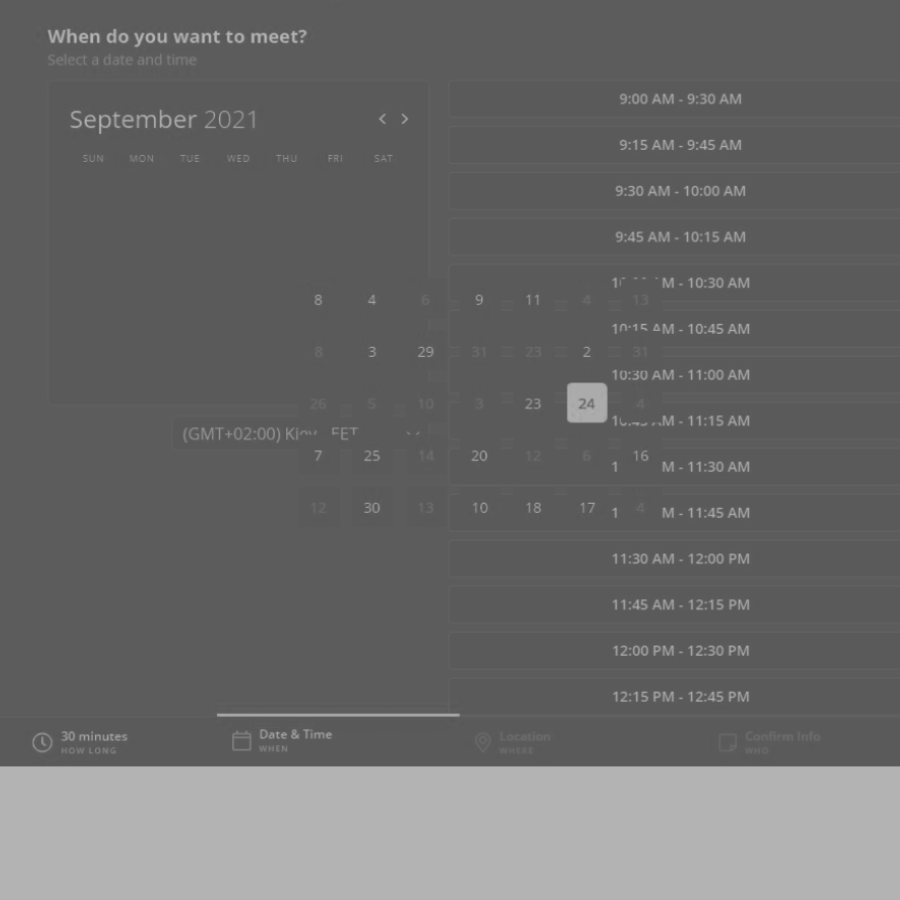 When do you want to meet?
Select a date and time
September 2021
SUN MON TUE WED THU FRI SAT
8 4 6 9 11 4 13
8 3 29 31 23 2 31
26 5 10 3 23 24 4
7 25 14 20 12 6 16
12 30 13 10 18 17 4
(GMT+02:00) EET
9:00 AM - 9:30 AM
9:15 AM - 9:45 AM
9:30 AM - 10:00 AM
9:45 AM - 10:15 AM
M - 10:30 AM
10:15 AM - 10:45 AM
10:30 AM - 11:00 AM
M - 11:15 AM
M - 11:30 AM
M - 11:45 AM
11:30 AM - 12:00 PM
11:45 AM - 12:15 PM
12:00 PM - 12:30 PM
12:15 PM - 12:45 PM
30 minutes
HOW LONG
Date & Time
WHEN
Location
WHERE
Confirm Info
WHO